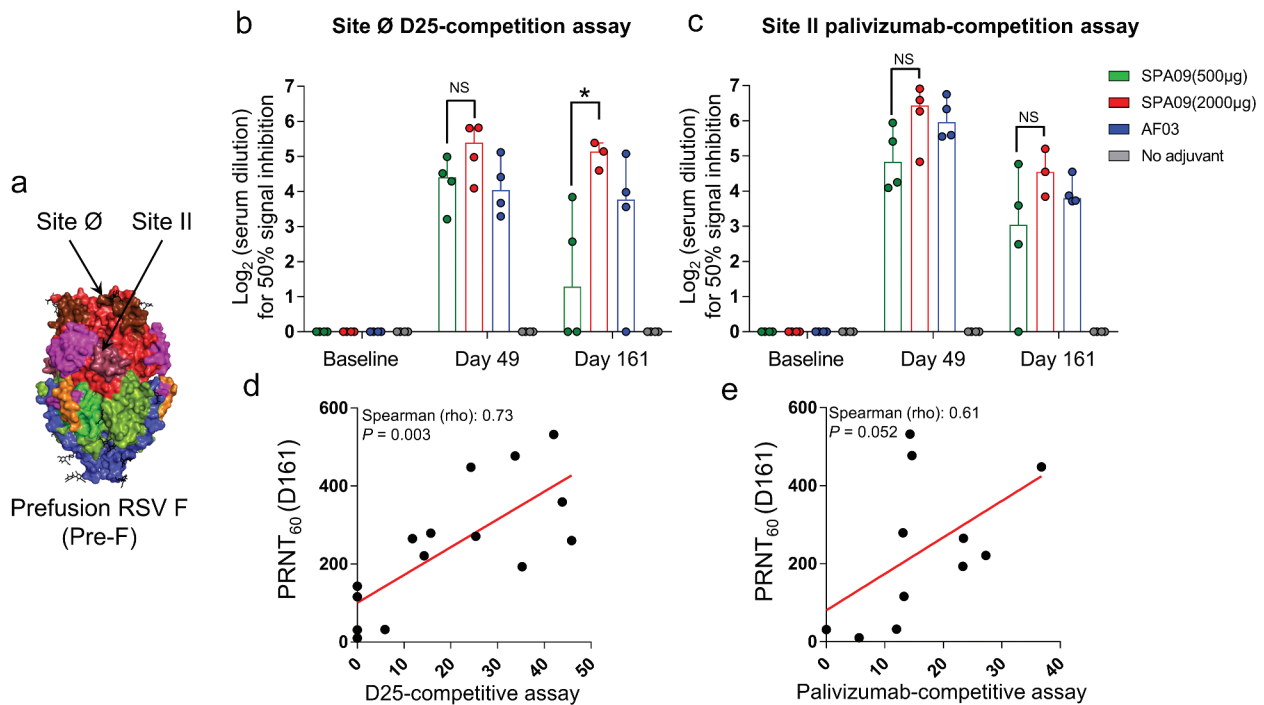 a
Site Ø
Site II
Prefusion RSV F
(Pre-F)
b
Site Ø D25-competition assay
Log2 (serum dilution)
for 50% signal inhibition
7
6
5
4
3
2
1
0
NS
*
Baseline
Day 49
Day 161
c
Site II palivizumab-competition assay
Log2 (serum dilution)
for 50% signal inhibition
7
6
5
4
3
2
1
0
NS
NS
Baseline
Day 49
Day 161
SPA09(500µg)
SPA09(2000µg)
AF03
No adjuvant
d
Spearman (rho): 0.73
P = 0.003
PRNT60 (D161)
600
400
200
0
0 10 20 30 40 50
D25-competitive assay
e
Spearman (rho): 0.61
P = 0.052
PRNT60 (D161)
600
400
200
0
0 10 20 30 40
Palivizumab-competitive assay